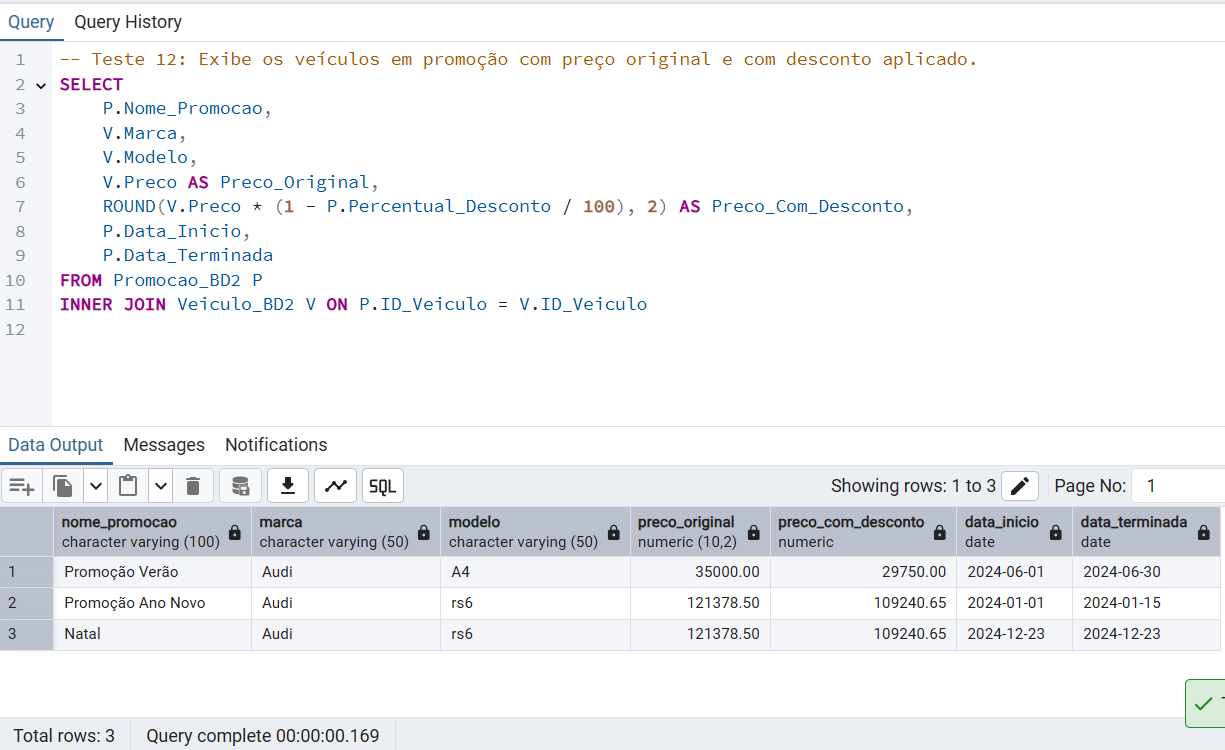 Query Query History
1 -- Teste 12: Exibe os veículos em promoção com preço original e com desconto aplicado.
2 SELECT
3 P.Nome_Promocao,
4 V.Marca,
5 V.Modelo,
6 V.Preco AS Preco_Original,
7 ROUND(V.Preco * (1 - P.Percentual_Desconto / 100), 2) AS Preco_Com_Desconto,
8 P.Data_Inicio,
9 P.Data_Terminada
10 FROM Promocao_BD2 P
11 INNER JOIN Veiculo_BD2 V ON P.ID_Veiculo = V.ID_Veiculo
12
Data Output Messages Notifications
SQL Showing rows: 1 to 3 Page No: 1
nome_promocao marca modelo preco_original preco_com_desconto data_inicio data_terminada
character varying (100) character varying (50) character varying (50) numeric (10,2) numeric date date
1 Promoção Verão Audi A4 35000.00 29750.00 2024-06-01 2024-06-30
2 Promoção Ano Novo Audi rs6 121378.50 109240.65 2024-01-01 2024-01-15
3 Natal Audi rs6 121378.50 109240.65 2024-12-23 2024-12-23
Total rows: 3 Query complete 00:00:00.169